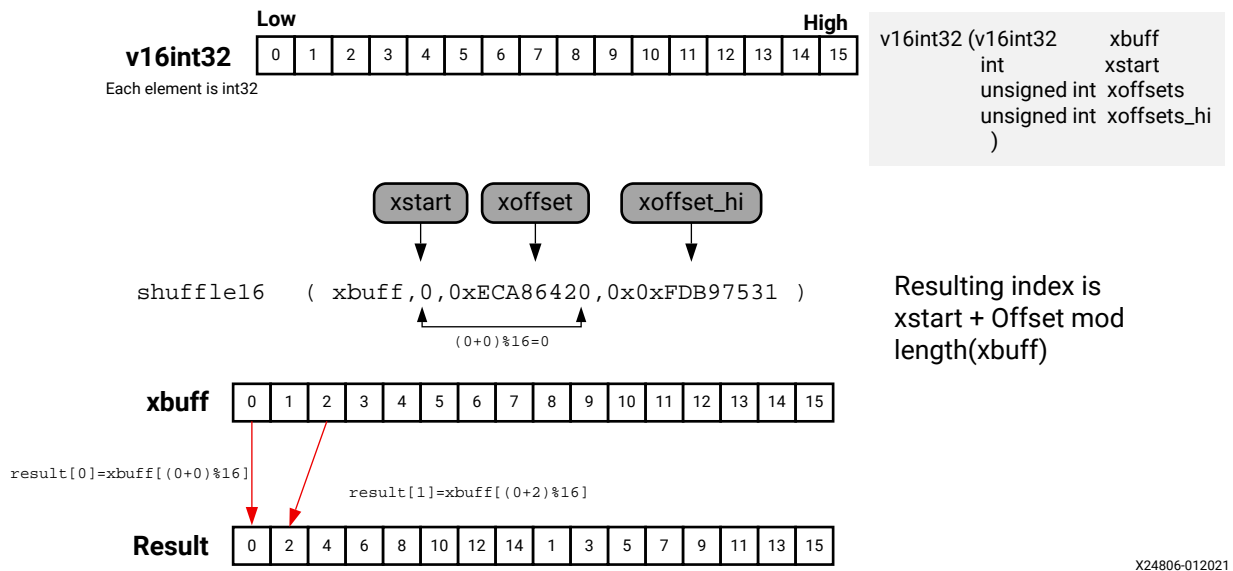 Low High
v16int32 0 1 2 3 4 5 6 7 8 9 10 11 12 13 14 15
Each element is int32
v16int32 (v16int32 xbuff
int xstart
unsigned int xoffsets
unsigned int xoffsets_hi
)
xstart xoffset xoffset_hi
shuffle16 ( xbuff,0,0xECA86420,0x0xFDB97531 )
(0+0)%16=0
Resulting index is
xstart + Offset mod
length(xbuff)
xbuff 0 1 2 3 4 5 6 7 8 9 10 11 12 13 14 15
result[0]=xbuff[(0+0)%16]
result[1]=xbuff[(0+2)%16]
Result 0 2 4 6 8 10 12 14 1 3 5 7 9 11 13 15
X24806-012021